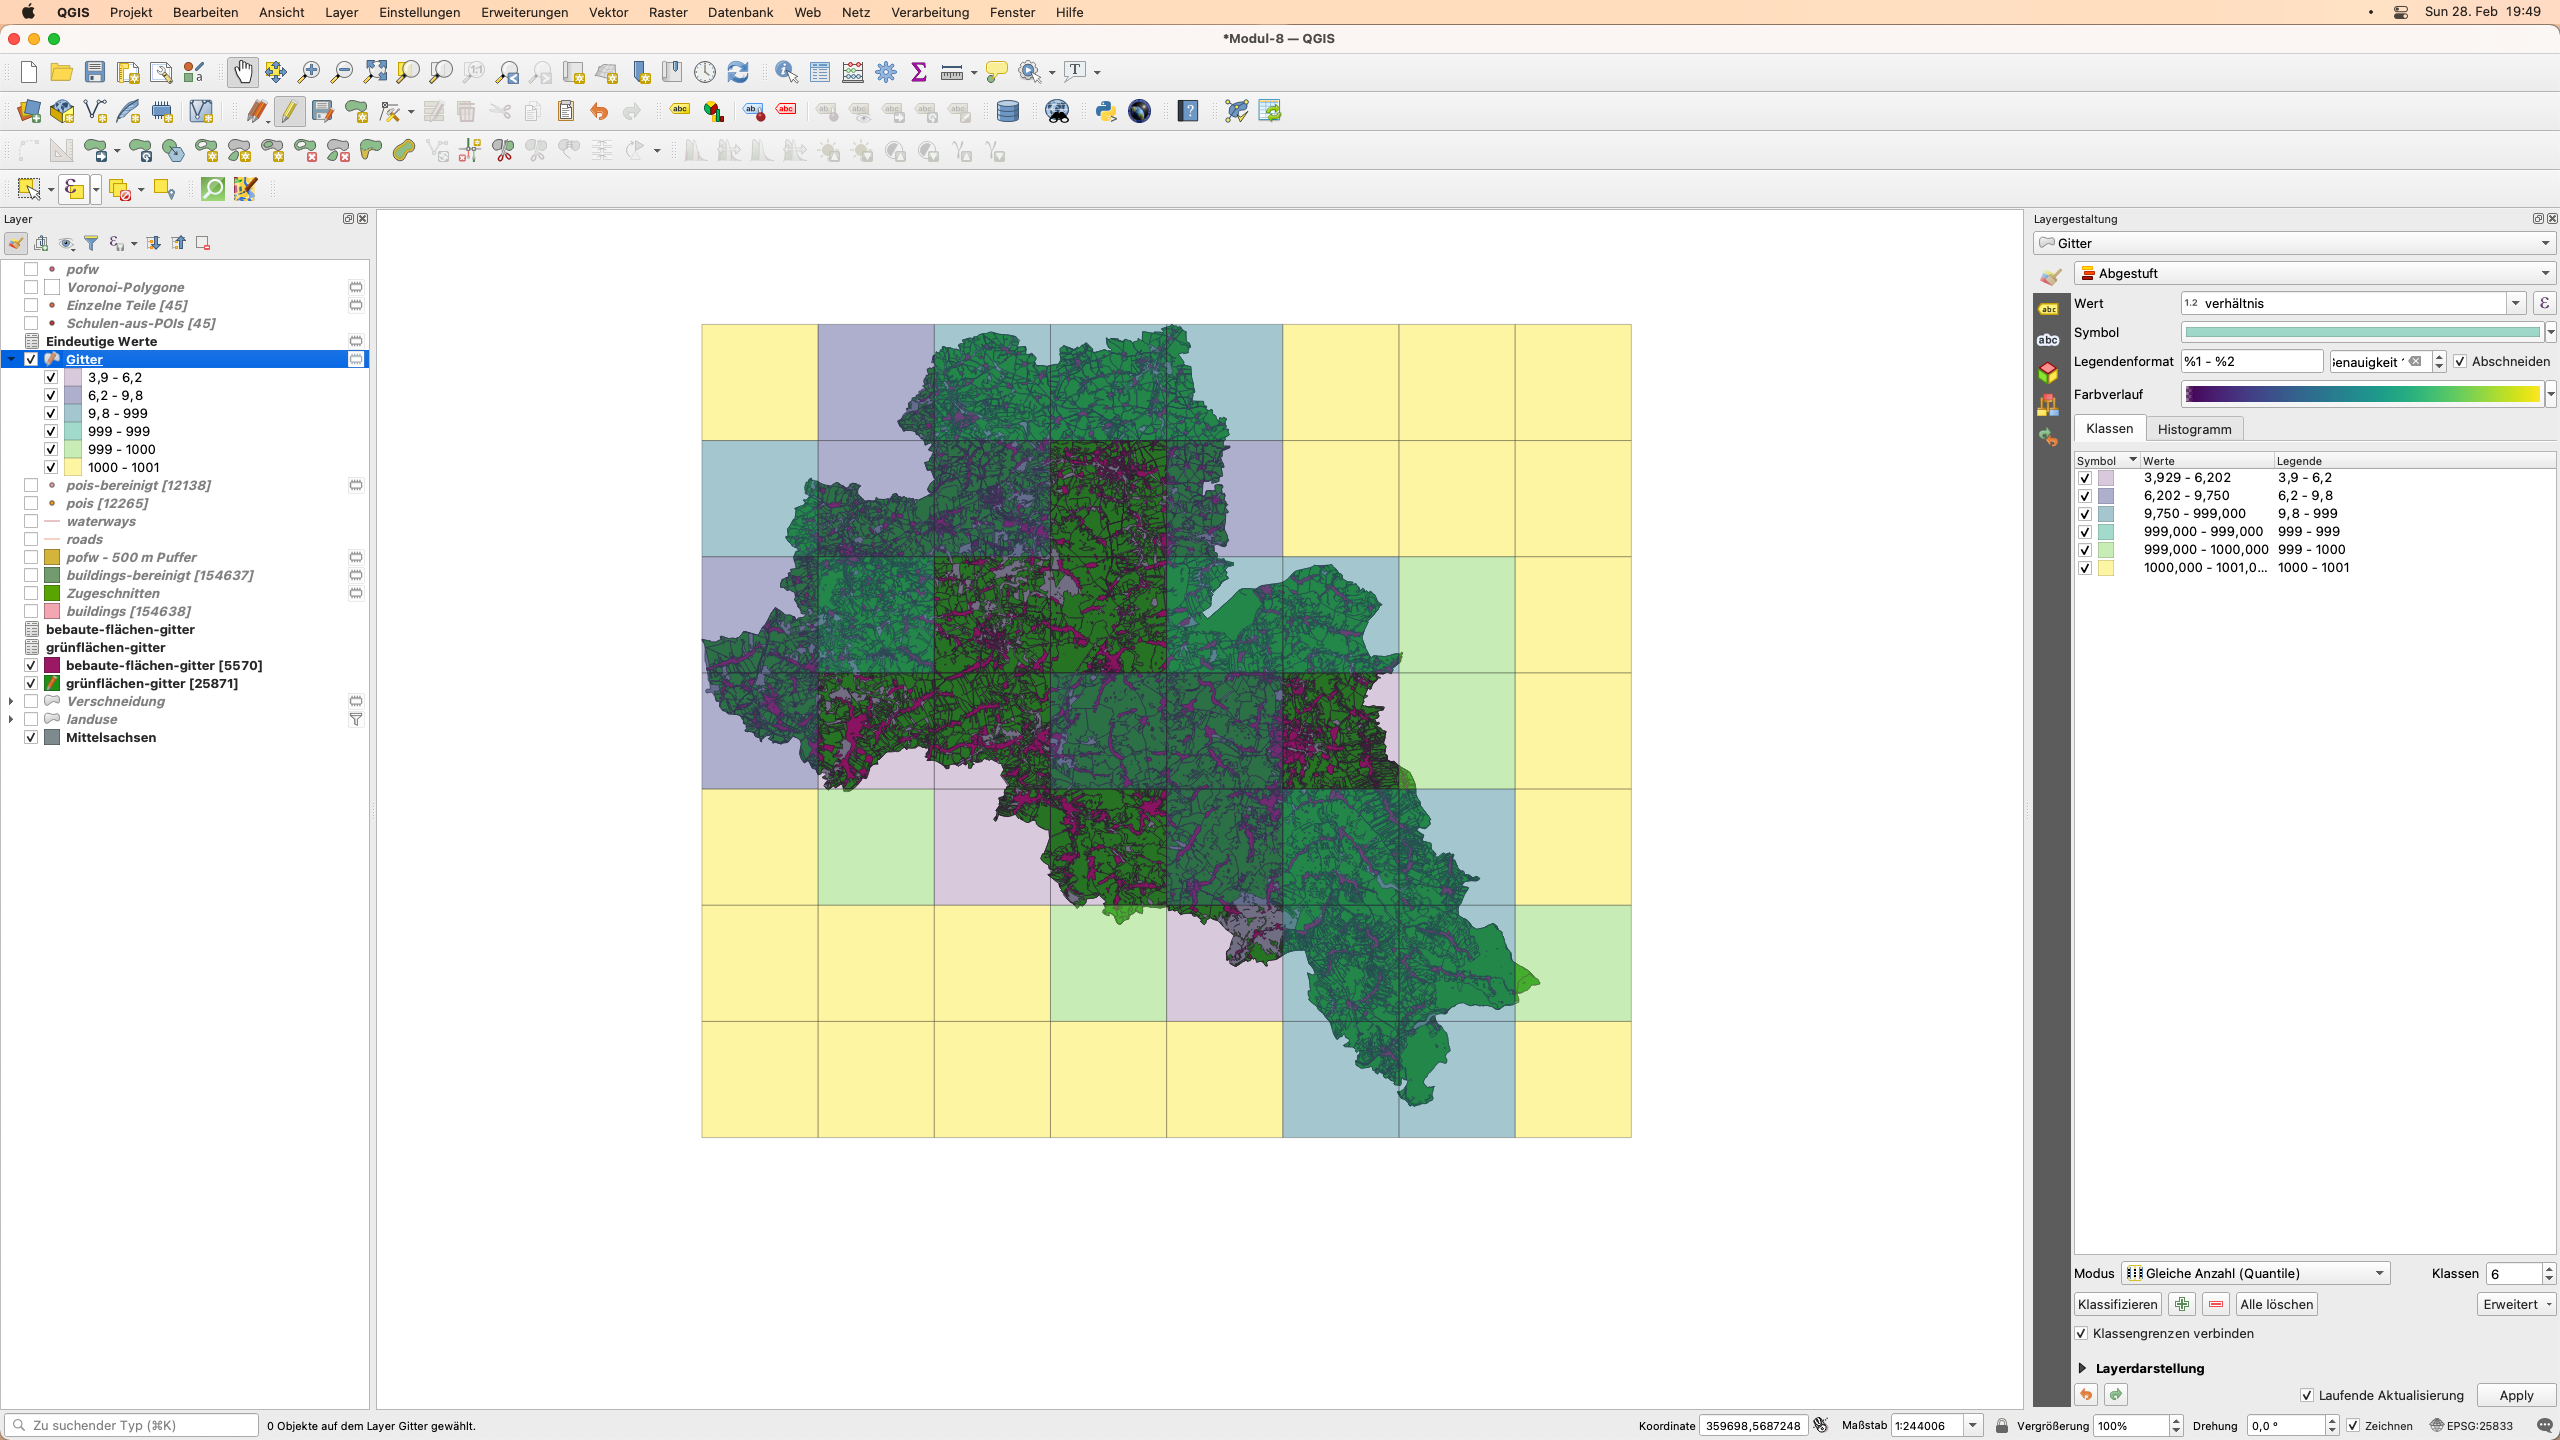 QGIS Projekt Bearbeiten Ansicht Layer Einstellungen Erweiterungen Vektor Raster Datenbank Web Netz Verarbeitung Fenster Hilfe Sun 28. Feb 19:49
*Modul-8 — QGIS
Layer
pofw
Voronoi-Polygone
Einzelne Teile [45]
Schulen-aus-POIs [45]
Eindeutige Werte
Gitter
3,9 - 6,2
6,2 - 9,8
9,8 - 999
999 - 999
999 - 1000
1000 - 1001
pois-bereinigt [12138]
pois [12265]
waterways
roads
pofw - 500 m Puffer
buildings-bereinigt [154637]
Zugeschnitten
buildings [154638]
bebaute-flächen-gitter
grünflächen-gitter
bebaute-flächen-gitter [5570]
grünflächen-gitter [25871]
Verschneidung
landuse
Mittelsachsen
Layergestaltung
Gitter
Abgestuft
Wert 1.2 verhältnis ε
Symbol
Legendenformat %1 - %2 ienauigkeit Abschneiden
Farbverlauf
Klassen Histogramm
Symbol Werte Legende
3,929 - 6,202 3,9 - 6,2
6,202 - 9,750 6,2 - 9,8
9,750 - 999,000 9,8 - 999
999,000 - 999,000 999 - 999
999,000 - 1000,000 999 - 1000
1000,000 - 1001,0... 1000 - 1001
Modus Gleiche Anzahl (Quantile) Klassen 6
Klassifizieren Alle löschen Erweitert
Klassengrenzen verbinden
Layerdarstellung
Laufende Aktualisierung Apply
Zu suchender Typ (⌘K) 0 Objekte auf dem Layer Gitter gewählt. Koordinate 359698,5687248 Maßstab 1:244006 Vergrößerung 100% Drehung 0,0 ° Zeichnen EPSG:25833